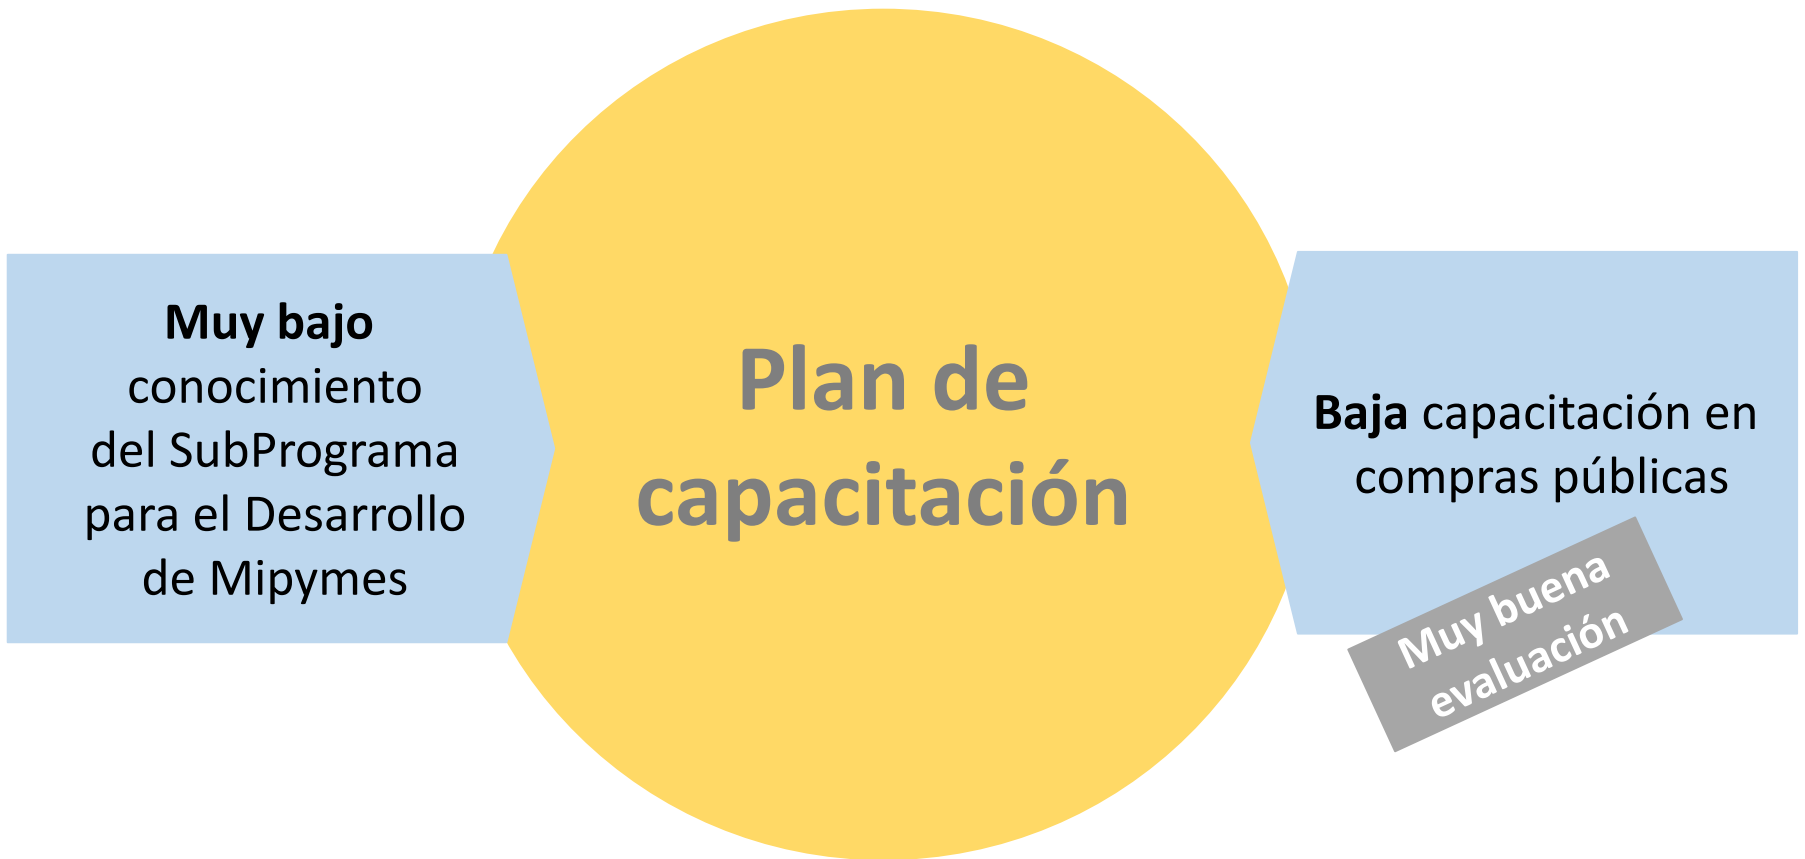 Muy bajo
conocimiento
del SubPrograma
para el Desarrollo
de Mipymes
Plan de
capacitación
Baja capacitación en
compras públicas
Muy buena
evaluación